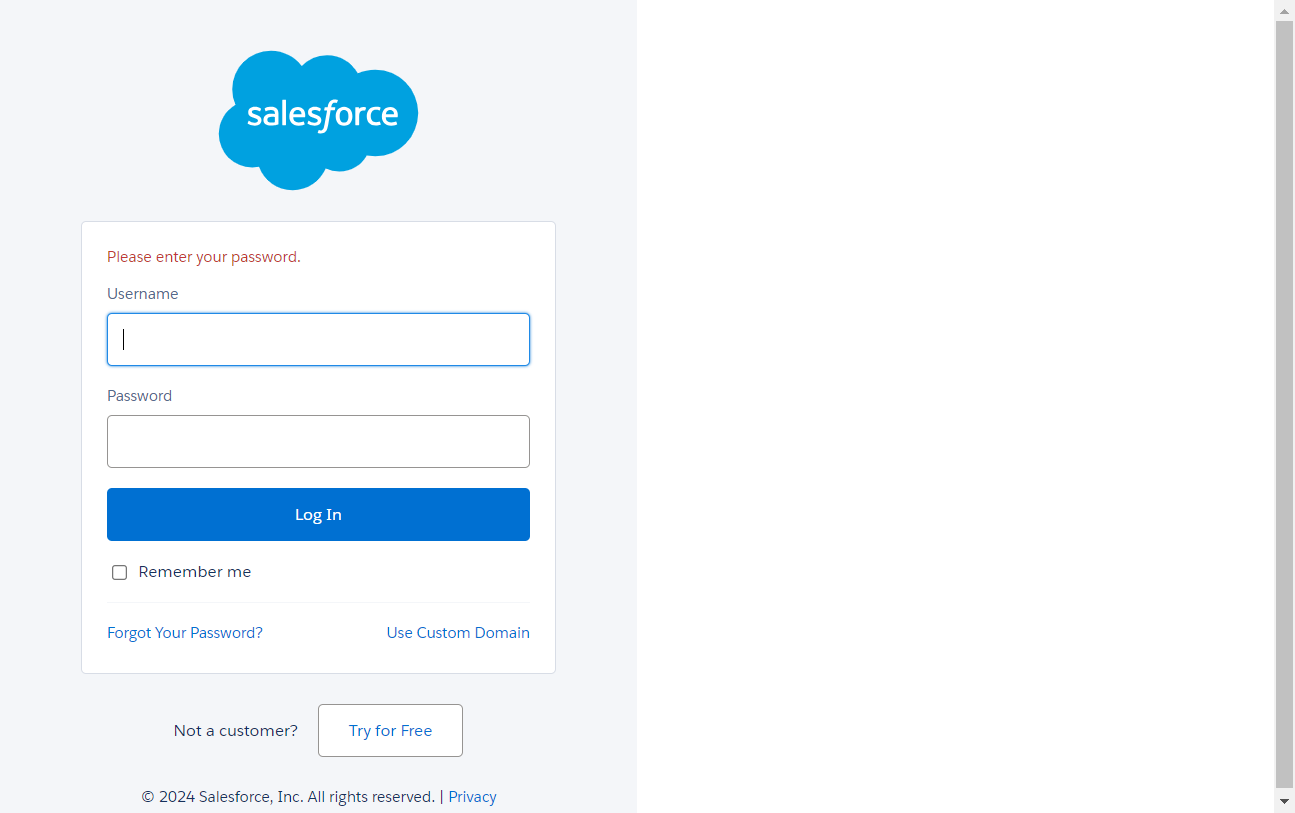 salesforce
Please enter your password.
Username
Password
Log In
Remember me
Forgot Your Password? Use Custom Domain
Not a customer? Try for Free
© 2024 Salesforce, Inc. All rights reserved. | Privacy